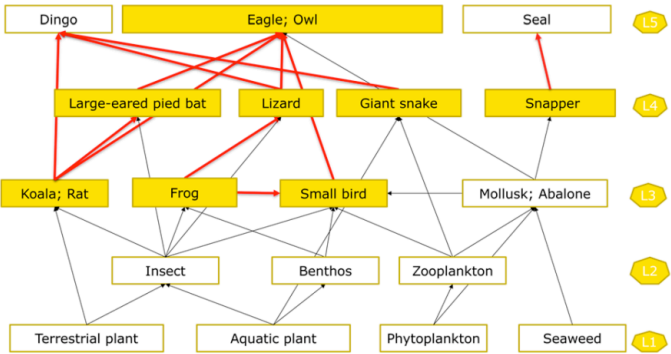 Dingo
Eagle; Owl
Seal
L5
Large-eared pied bat
Lizard
Giant snake
Snapper
L4
Koala; Rat
Frog
Small bird
Mollusk; Abalone
L3
Insect
Benthos
Zooplankton
L2
Terrestrial plant
Aquatic plant
Phytoplankton
Seaweed
L1